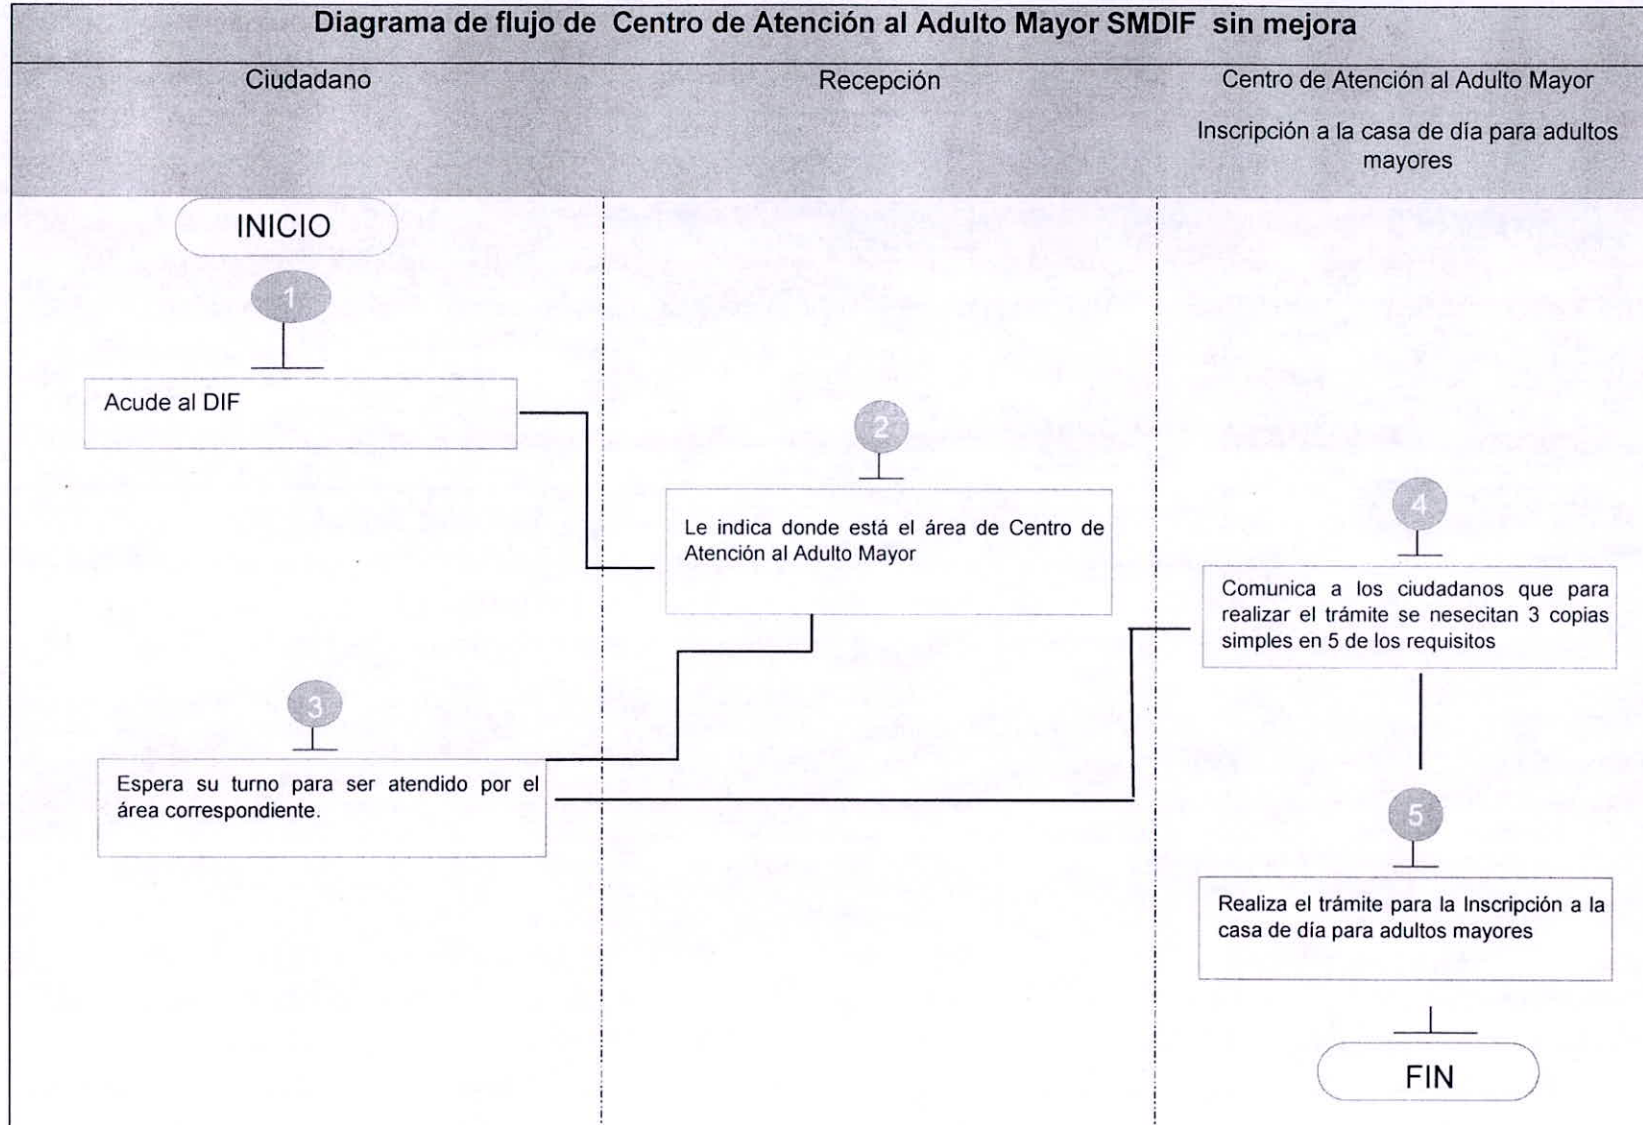 Diagrama de flujo de Centro de Atención al Adulto Mayor SMDIF sin mejora
Ciudadano
Recepción
Centro de Atención al Adulto Mayor
Inscripción a la casa de día para adultos
mayores
INICIO
1
Acude al DIF
2
Le indica donde está el área de Centro de
Atención al Adulto Mayor
3
Espera su turno para ser atendido por el
área correspondiente.
4
Comunica a los ciudadanos que para
realizar el trámite se nesecitan 3 copias
simples en 5 de los requisitos
5
Realiza el trámite para la Inscripción a la
casa de día para adultos mayores
FIN